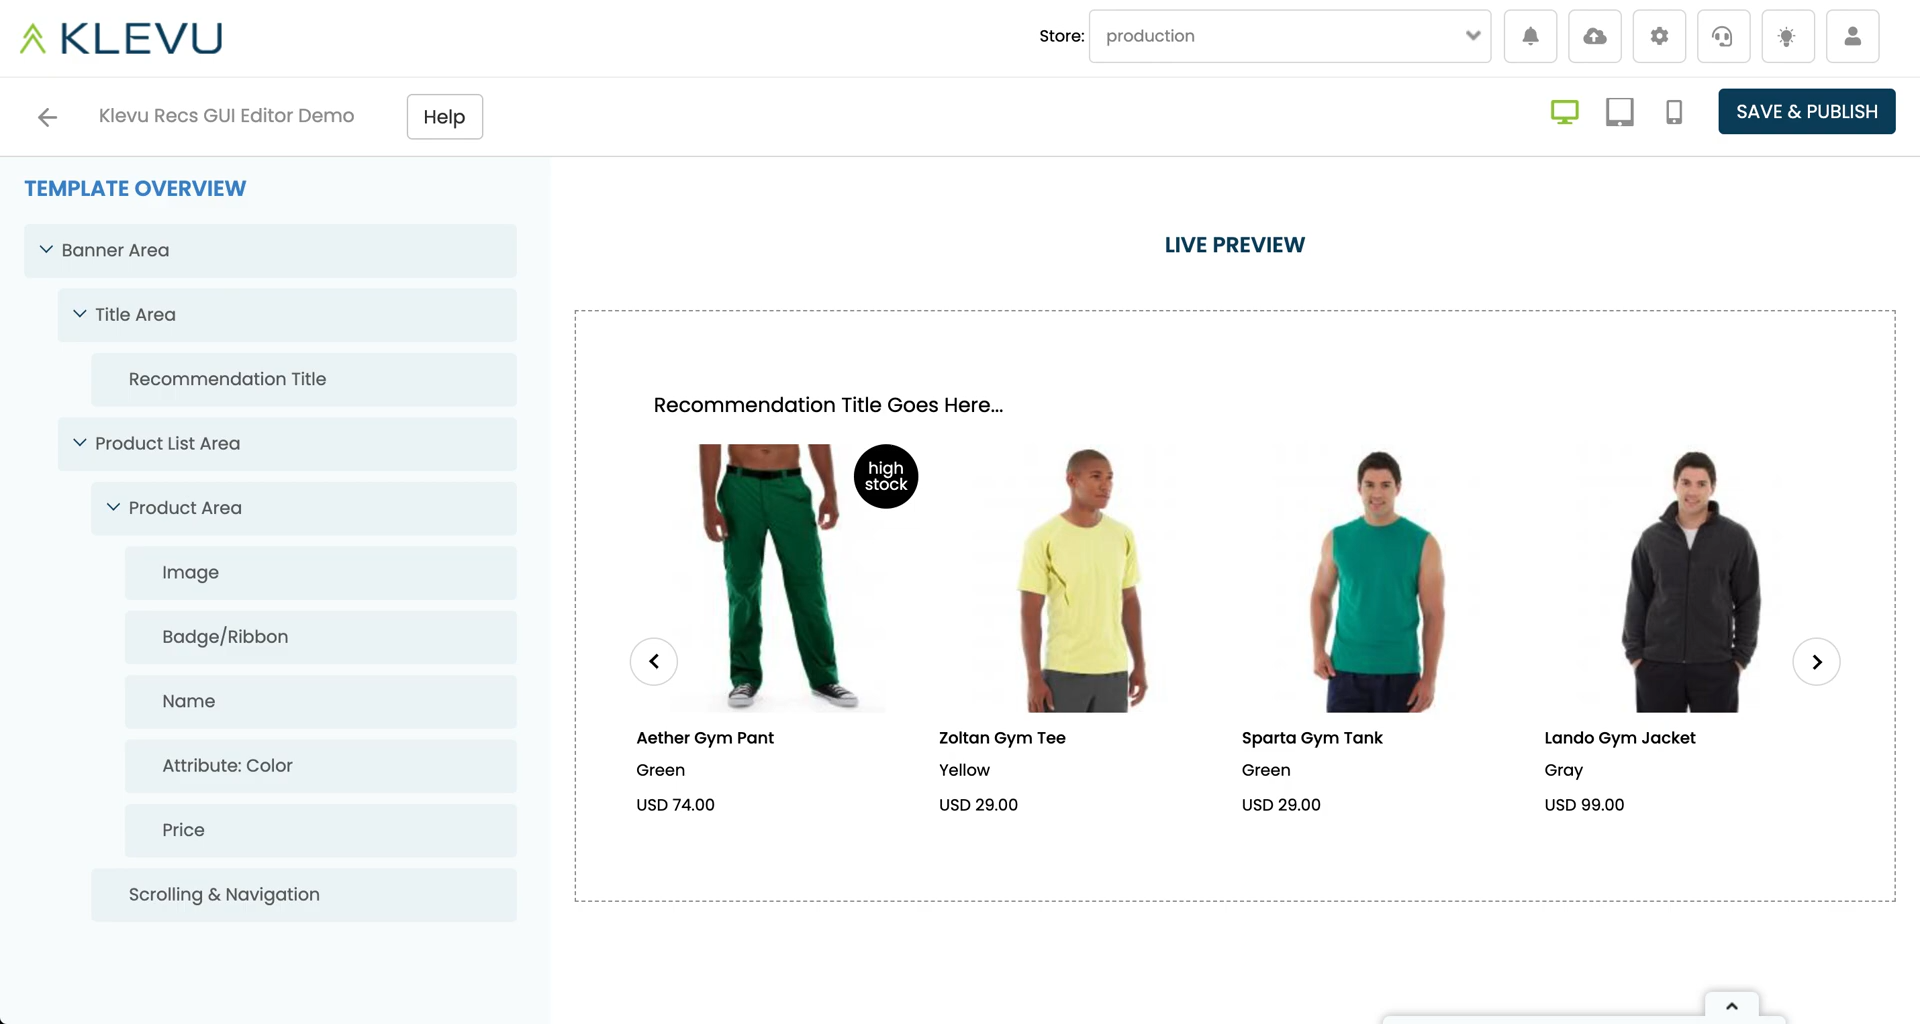 KLEVU
Store: production
Klevu Recs GUI Editor Demo
Help
SAVE & PUBLISH
TEMPLATE OVERVIEW
Banner Area
Title Area
Recommendation Title
Product List Area
Product Area
Image
Badge/Ribbon
Name
Attribute: Color
Price
Scrolling & Navigation
LIVE PREVIEW
Recommendation Title Goes Here...
high
stock
Aether Gym Pant
Green
USD 74.00
Zoltan Gym Tee
Yellow
USD 29.00
Sparta Gym Tank
Green
USD 29.00
Lando Gym Jacket
Gray
USD 99.00